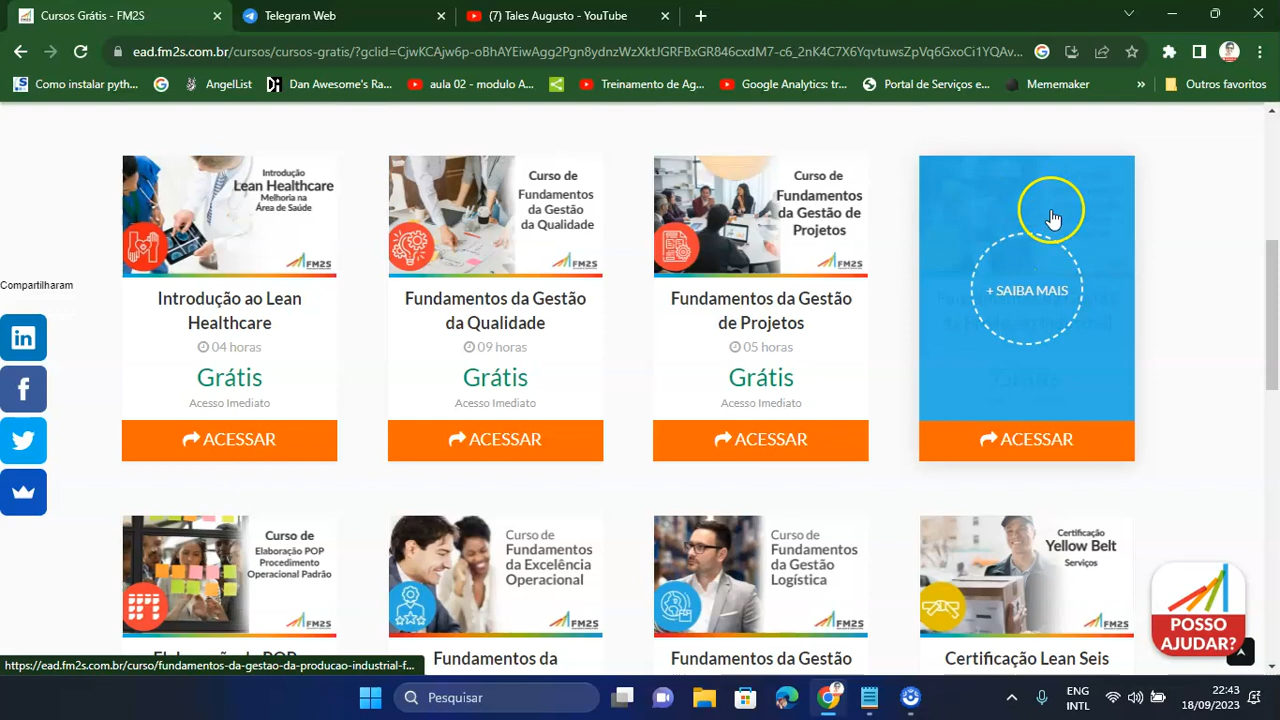 Cursos Grátis - FM2S
Telegram Web
(7) Tales Augusto - YouTube
ead.fm2s.com.br/cursos/cursos-gratis/?gclid=CjwKCAjw6p-oBhAYEiwAgg2Pgn8ydnzWzXktJGRFBxGR846cxdM7-c6_2nK4C7X6YqvtuwsZpVq6GxoCi1YQAv...
Como instalar pyth...
AngelList
Dan Awesome's Ra...
aula 02 - modulo A...
Treinamento de Ag...
Google Analytics: tr...
Portal de Serviços e...
Mememaker
»
Outros favoritos
Introdução
Lean Healthcare
Melhoria na
Área de Saúde
FM2S
Introdução ao Lean
Healthcare
04 horas
Grátis
Acesso Imediato
ACESSAR
Curso de
Fundamentos
da Gestão
da Qualidade
FM2S
Fundamentos da Gestão
da Qualidade
09 horas
Grátis
Acesso Imediato
ACESSAR
Curso de
Fundamentos
da Gestão de
Projetos
FM2S
Fundamentos da Gestão
de Projetos
05 horas
Grátis
Acesso Imediato
ACESSAR
+ SAIBA MAIS
ACESSAR
Compartilharam
Curso de
Elaboração POP
Procedimento
Operacional Padrão
FM2S
Curso de
Fundamentos
da Excelência
Operacional
FM2S
Fundamentos da
Curso de
Fundamentos
da Gestão
Logística
FM2S
Fundamentos da Gestão
Certificação
Yellow Belt
Serviços
FM2S
Certificação Lean Seis
POSSO
AJUDAR?
https://ead.fm2s.com.br/curso/fundamentos-da-gestao-da-producao-industrial-f...
Pesquisar
ENG
INTL
22:43
18/09/2023